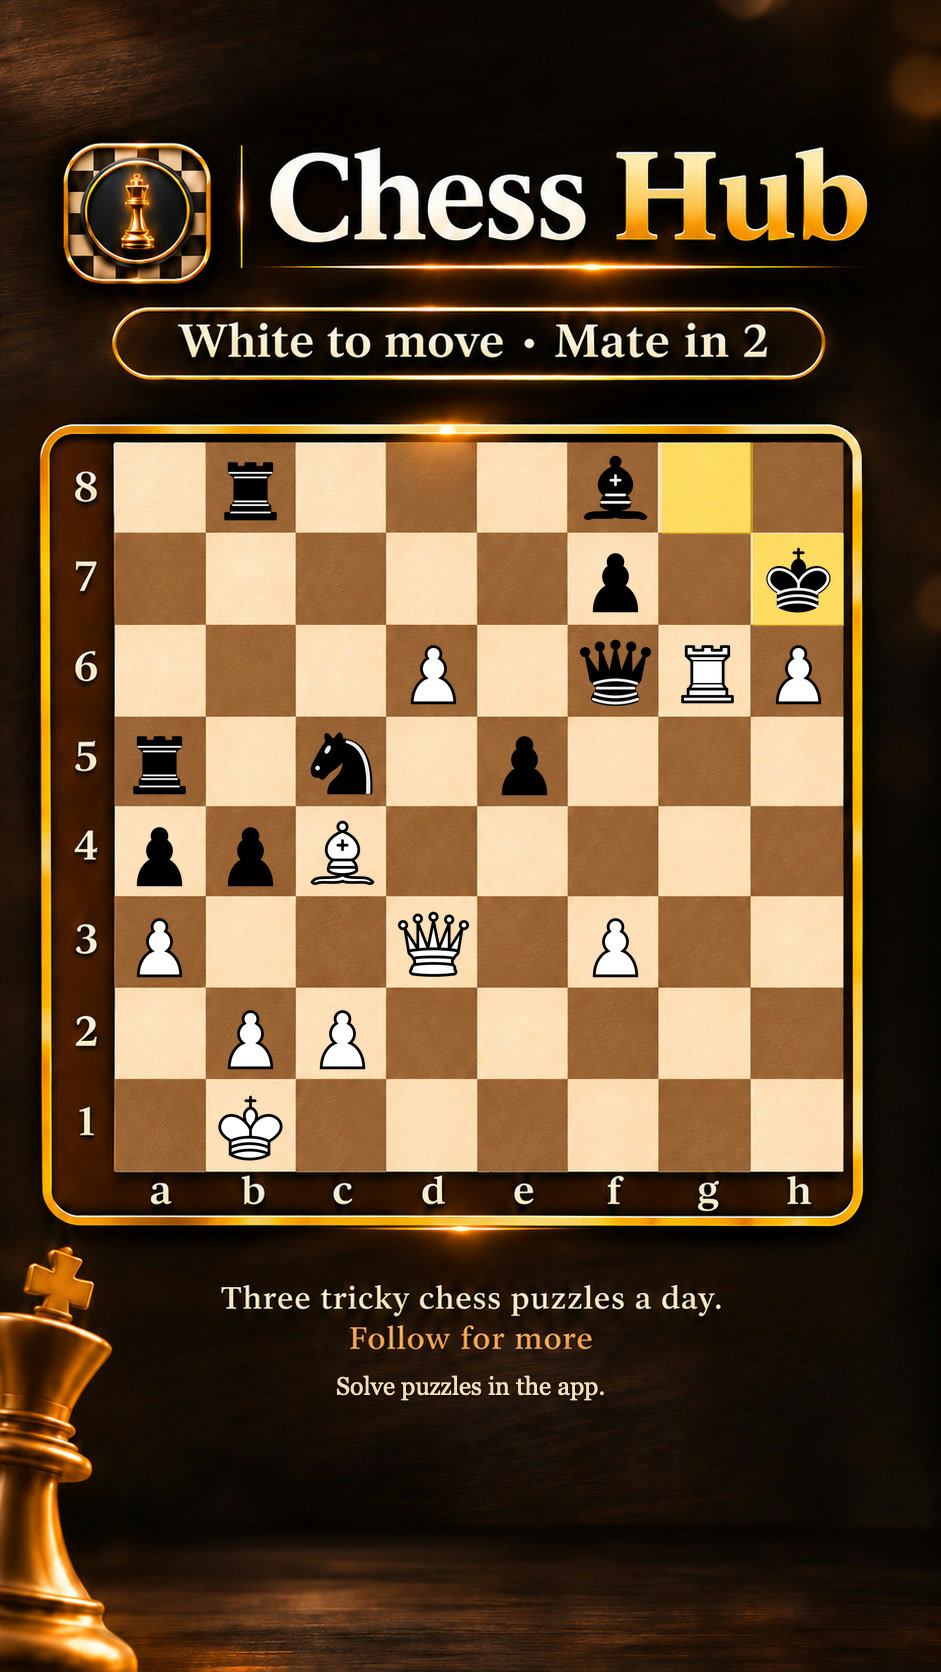 Chess Hub
White to move • Mate in 2
8
7
6
5
4
3
2
1
a b c d e f g h
Three tricky chess puzzles a day.
Follow for more
Solve puzzles in the app.